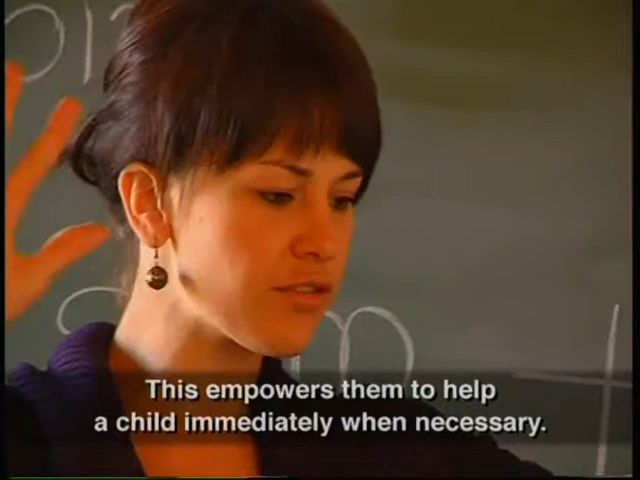 This empowers them to help
a child immediately when necessary.